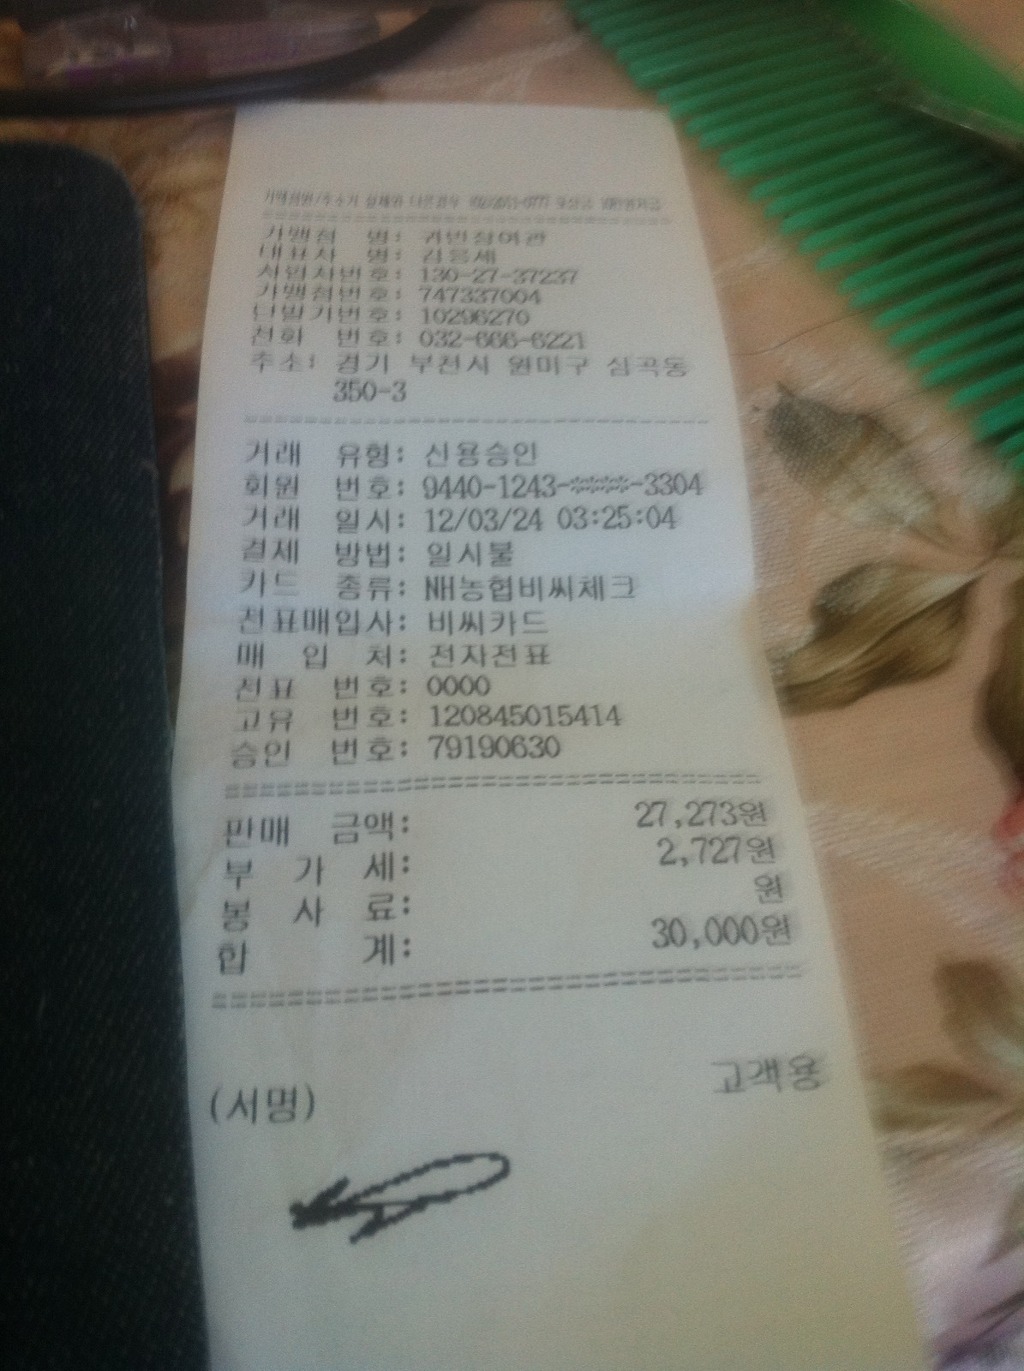 가맹점 명: 귀빈장여관
대표자 명: 김응세
사업자번호: 130-27-37237
가맹점번호: 747337004
단말기번호: 10296270
전화 번호: 032-666-6221
주소: 경기 부천시 원미구 심곡동
350-3
거래 유형: 신용승인
회원 번호: 9440-1243-****-3304
거래 일시: 12/03/24 03:25:04
결제 방법: 일시불
카드 종류: NH농협비씨체크
전표매입사: 비씨카드
매 입 처: 전자전표
전표 번호: 0000
고유 번호: 120845015414
승인 번호: 79190630
판매 금액: 27,273원
부 가 세: 2,727원
봉 사 료: 원
합 계: 30,000원
고객용
(서명)